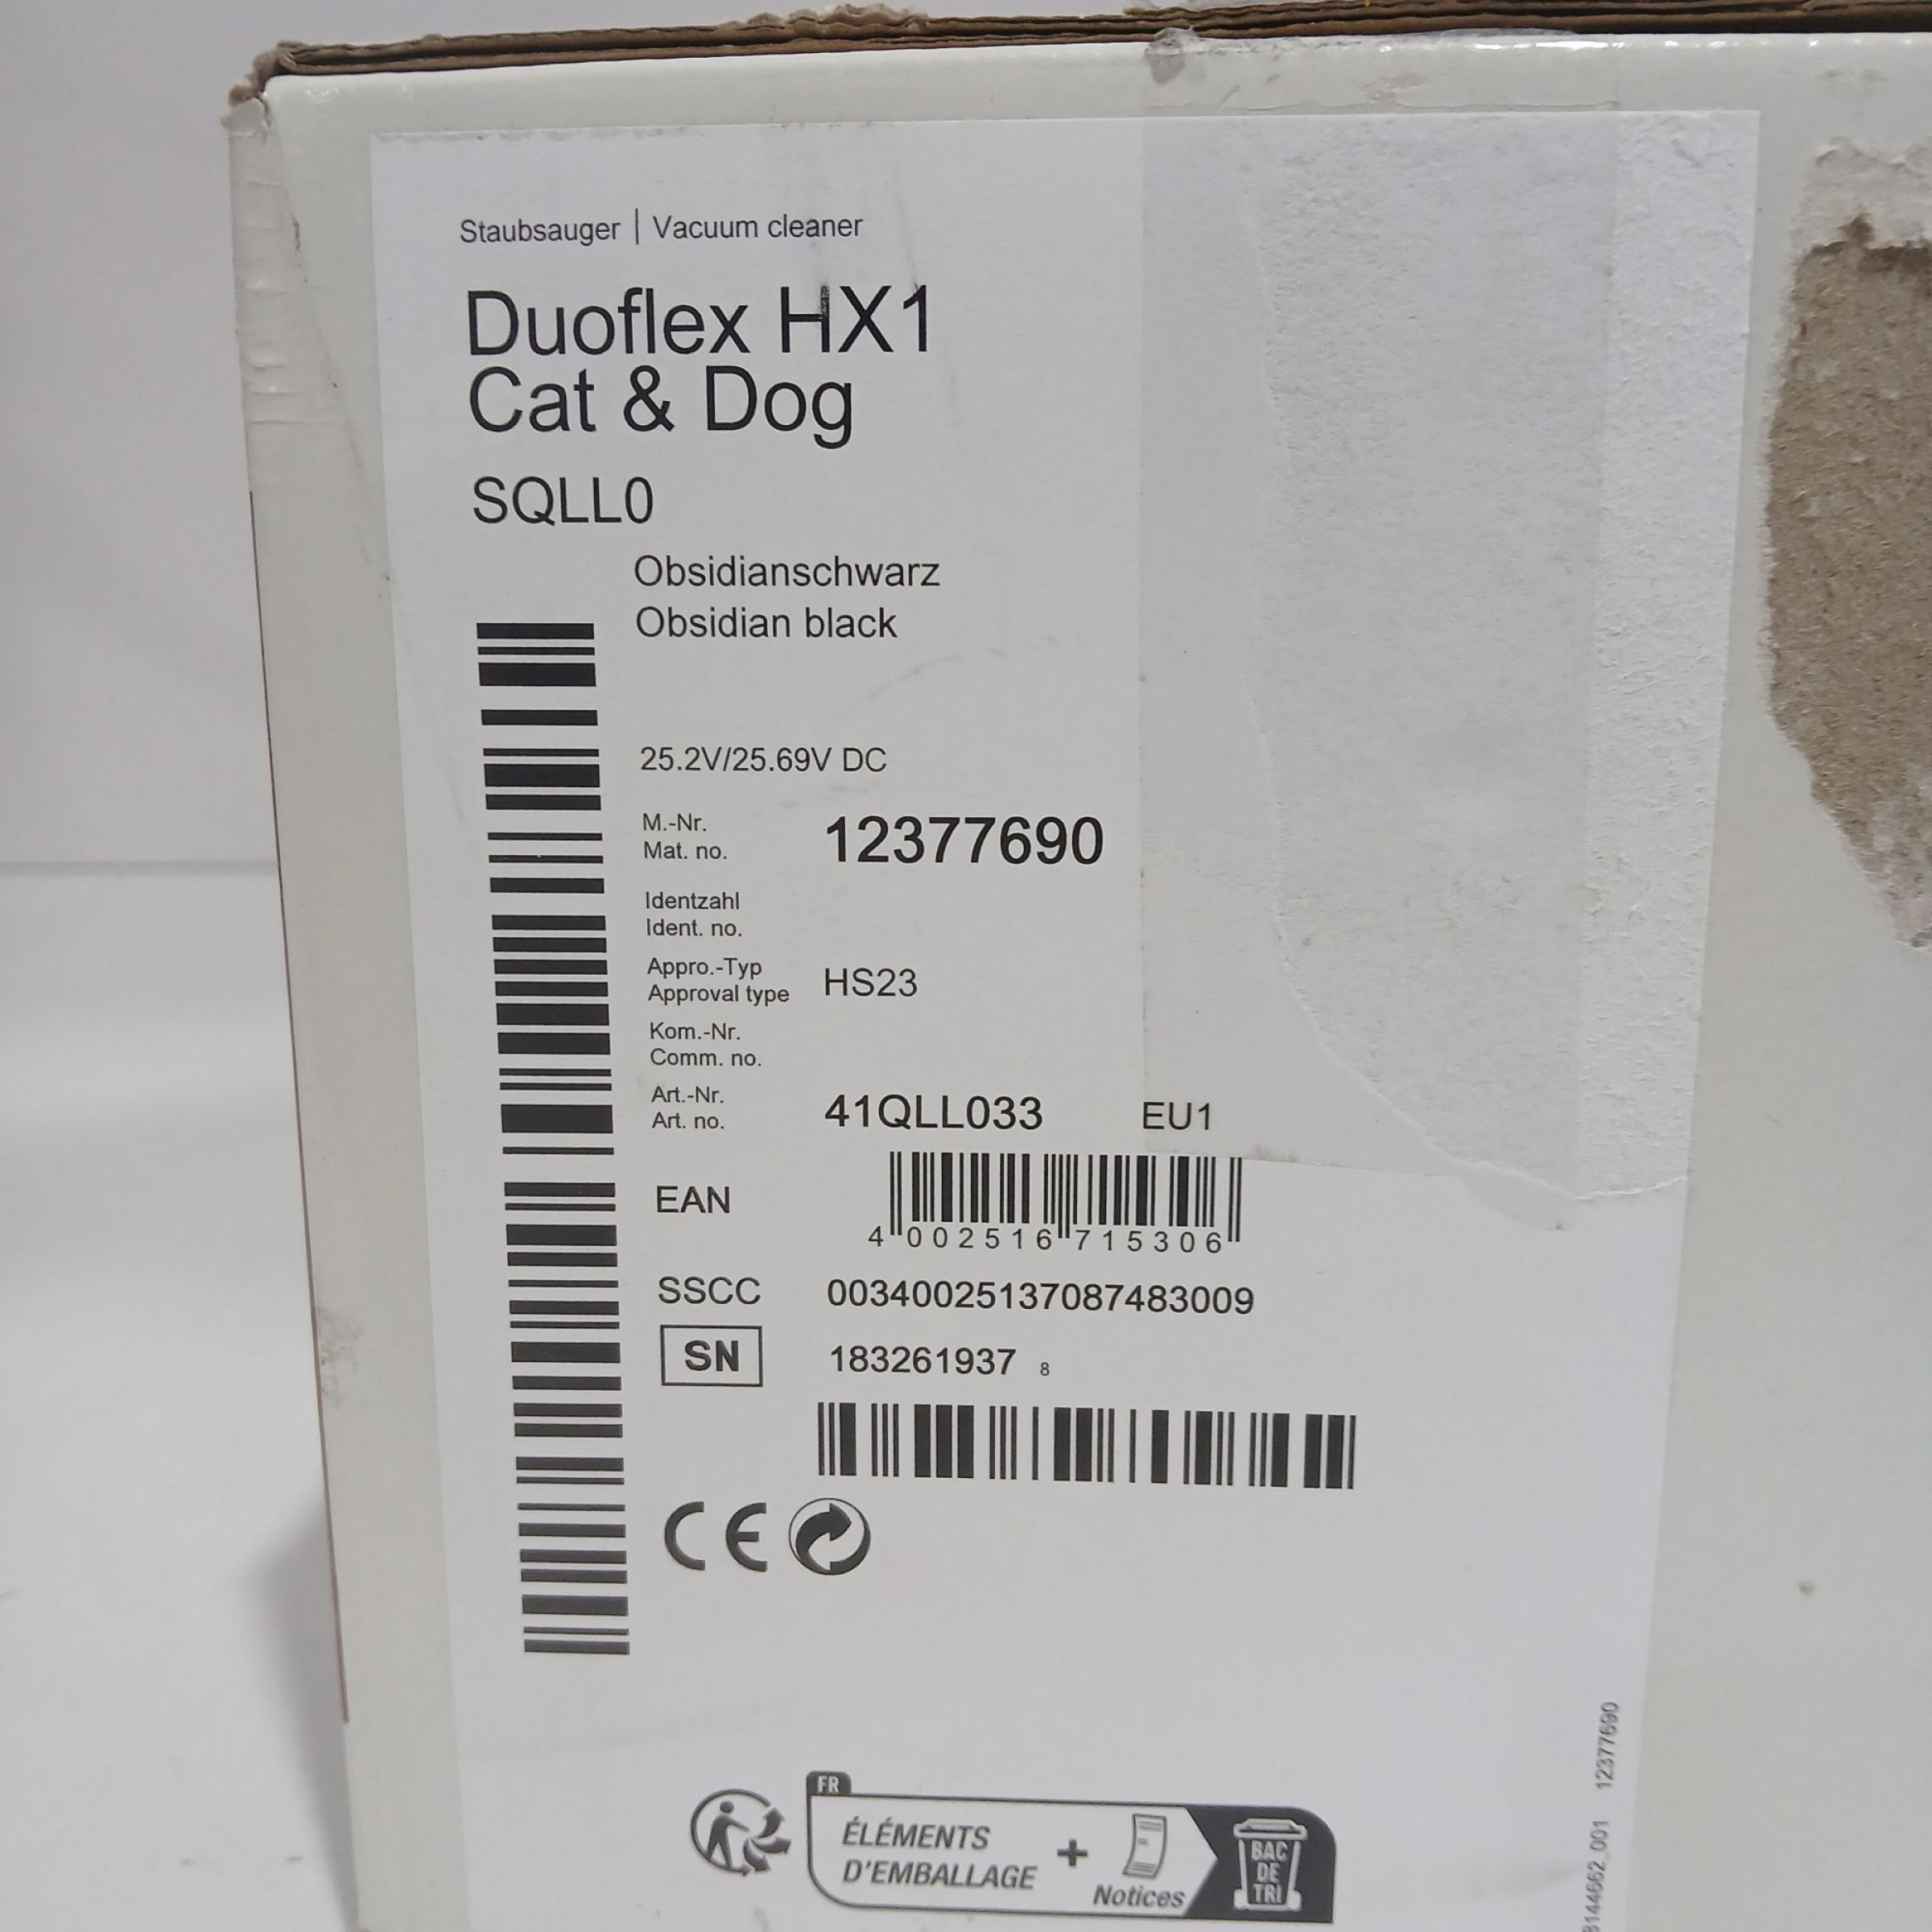 Staubsauger | Vacuum cleaner
Duoflex HX1
Cat & Dog
SQLL0
Obsidianschwarz
Obsidian black
25.2V/25.69V DC
M.-Nr.
Mat. no.
12377690
Identzahl
Ident. no.
Appro.-Typ
Approval type
HS23
Kom.-Nr.
Comm. no.
Art.-Nr.
Art. no.
41QLL033 EU1
EAN
4 002516 715306
SSCC 00340025137087483009
SN 183261937 8
CE
FR
ÉLÉMENTS
D'EMBALLAGE
+
Notices
BAC
DE
TRI
12377690